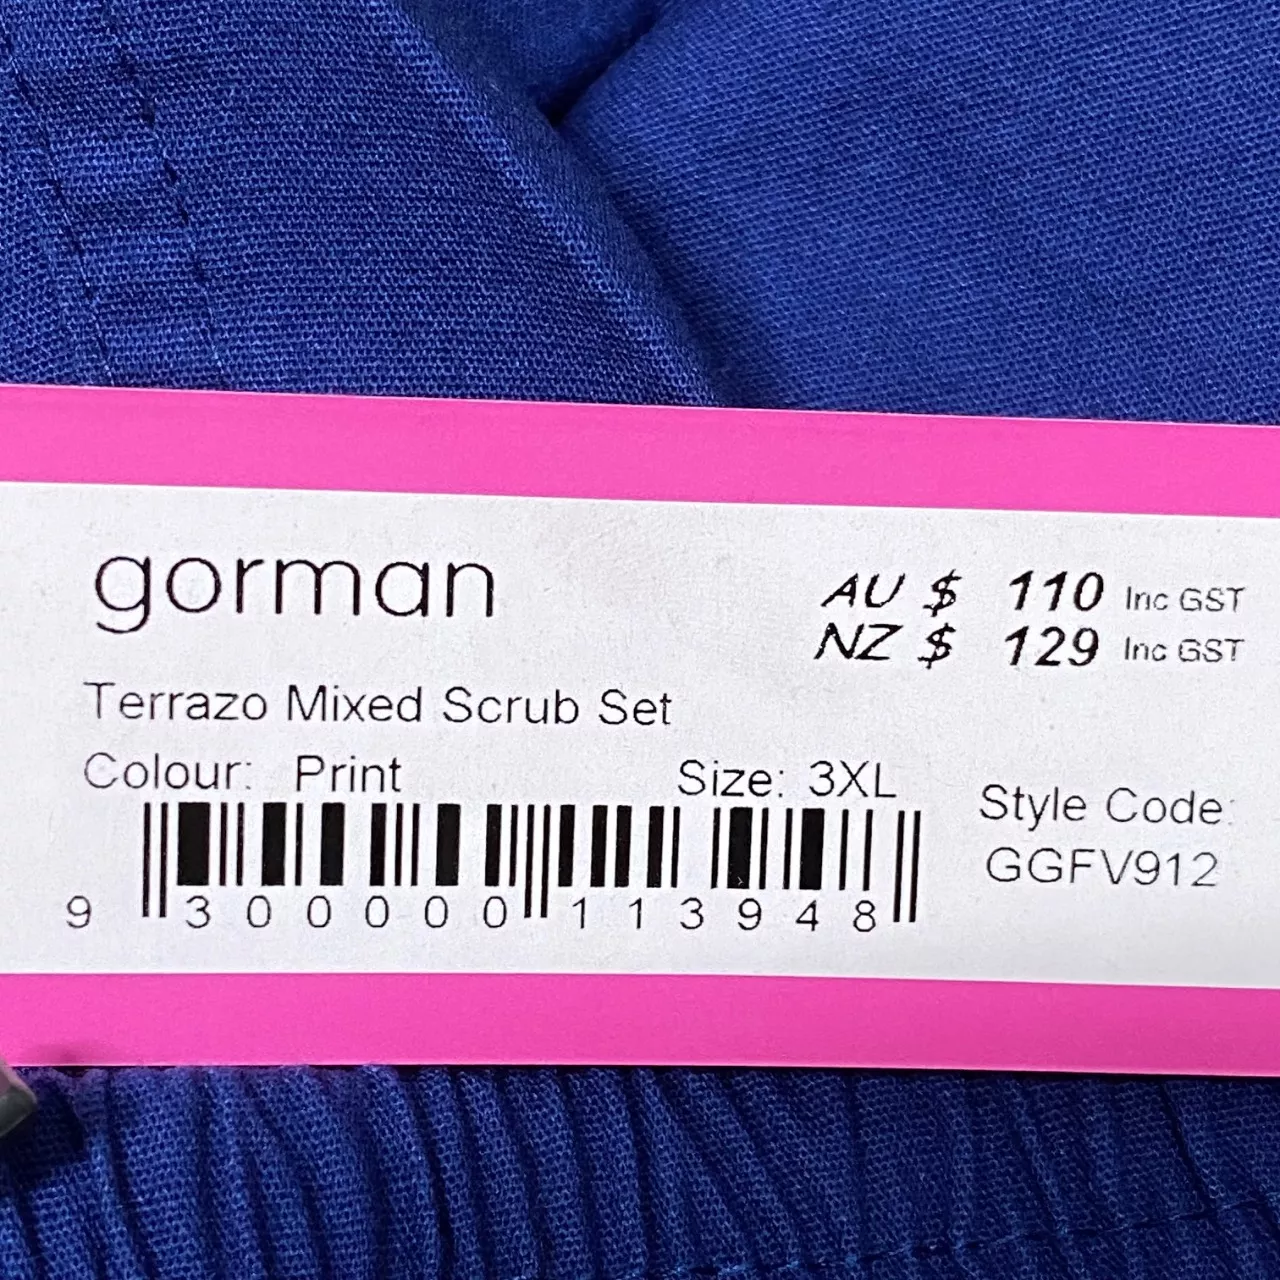 gorman
AU $ 110 Inc GST
NZ $ 129 Inc GST
Terrazo Mixed Scrub Set
Colour: Print
Size: 3XL
Style Code:
GGFV912
9 300000 113948